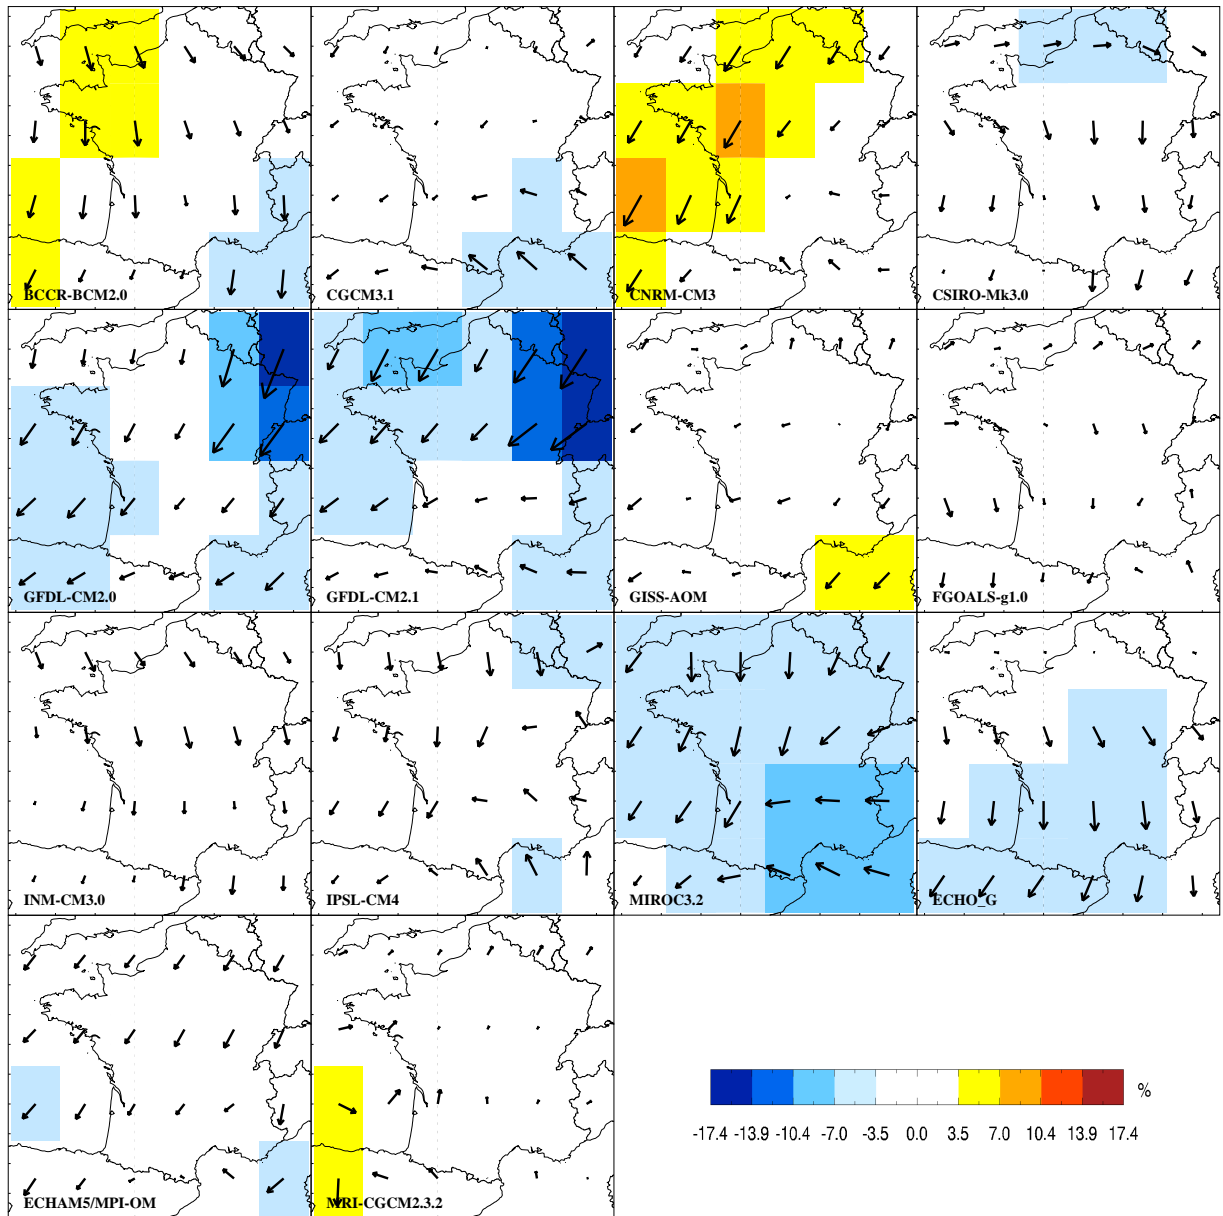 BCCR-BCM2.0
CGCM3.1
CNRM-CM3
CSIRO-Mk3.0
GFDL-CM2.0
GFDL-CM2.1
GISS-AOM
FGOALS-g1.0
INM-CM3.0
IPSL-CM4
MIROC3.2
ECHO_G
ECHAM5/MPI-OM
MRI-CGCM2.3.2
%
-17.4 -13.9 -10.4 -7.0 -3.5 0.0 3.5 7.0 10.4 13.9 17.4